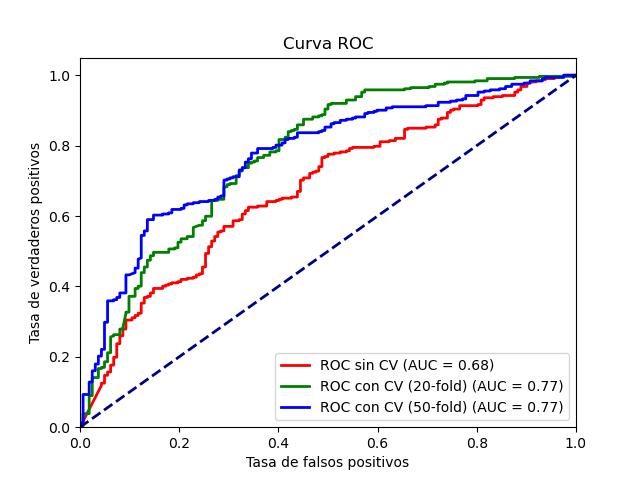 Curva ROC
1.0
0.8
0.6
0.4
0.2
0.0
Tasa de verdaderos positivos
ROC sin CV (AUC = 0.68)
ROC con CV (20-fold) (AUC = 0.77)
ROC con CV (50-fold) (AUC = 0.77)
0.0 0.2 0.4 0.6 0.8 1.0
Tasa de falsos positivos